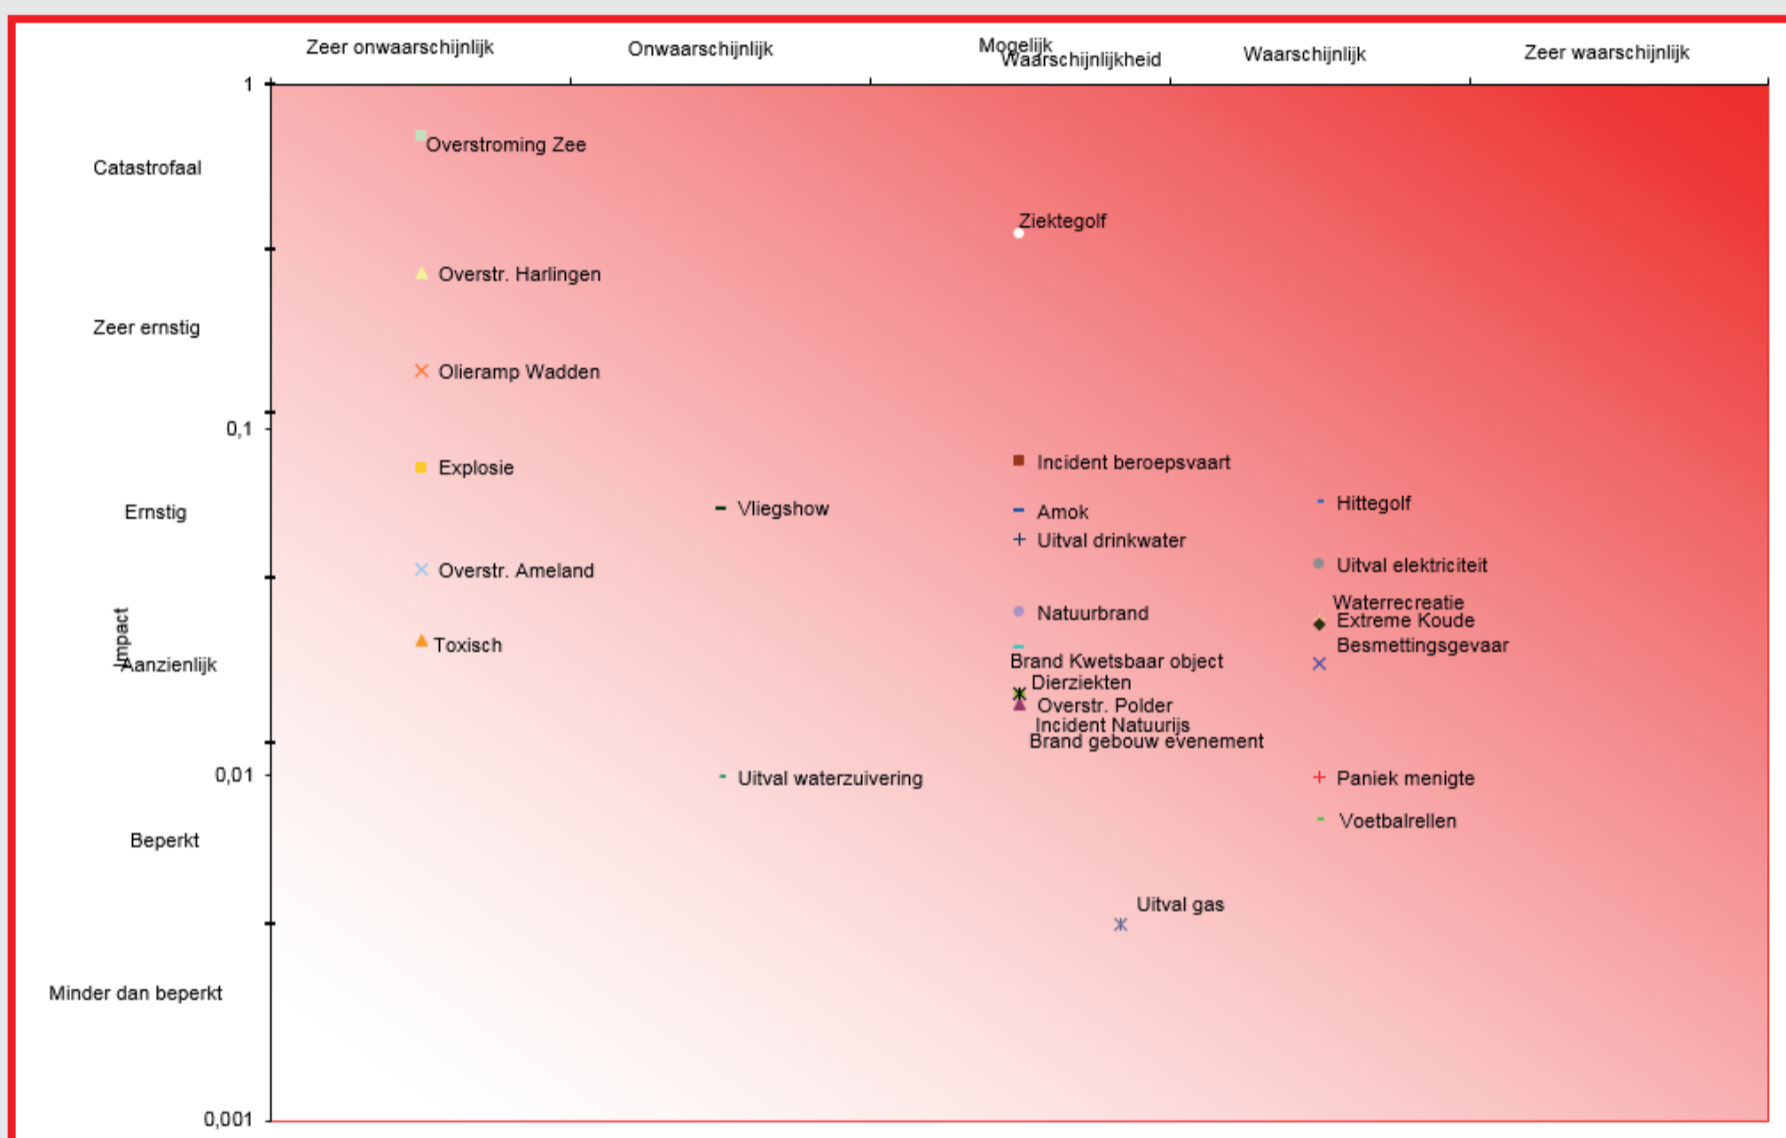 Zeer onwaarschijnlijk
Onwaarschijnlijk
Mogelijk
Waarschijnlijkheid
Waarschijnlijk
Zeer waarschijnlijk
1
Overstroming Zee
Catastrofaal
Ziektegolf
Overstr. Harlingen
Zeer ernstig
Olieramp Wadden
0,1
Explosie
Incident beroepsvaart
Ernstig
Vliegshow
Amok
Hittegolf
Uitval drinkwater
Overstr. Ameland
Uitval elektriciteit
Natuurbrand
Waterrecreatie
Extreme Koude
Impact
Toxisch
Besmettingsgevaar
Aanzienlijk
Brand Kwetsbaar object
Dierziekten
Overstr. Polder
Incident Natuurijs
Brand gebouw evenement
0,01
Uitval waterzuivering
Paniek menigte
Beperkt
Voetbalrellen
Uitval gas
Minder dan beperkt
0,001